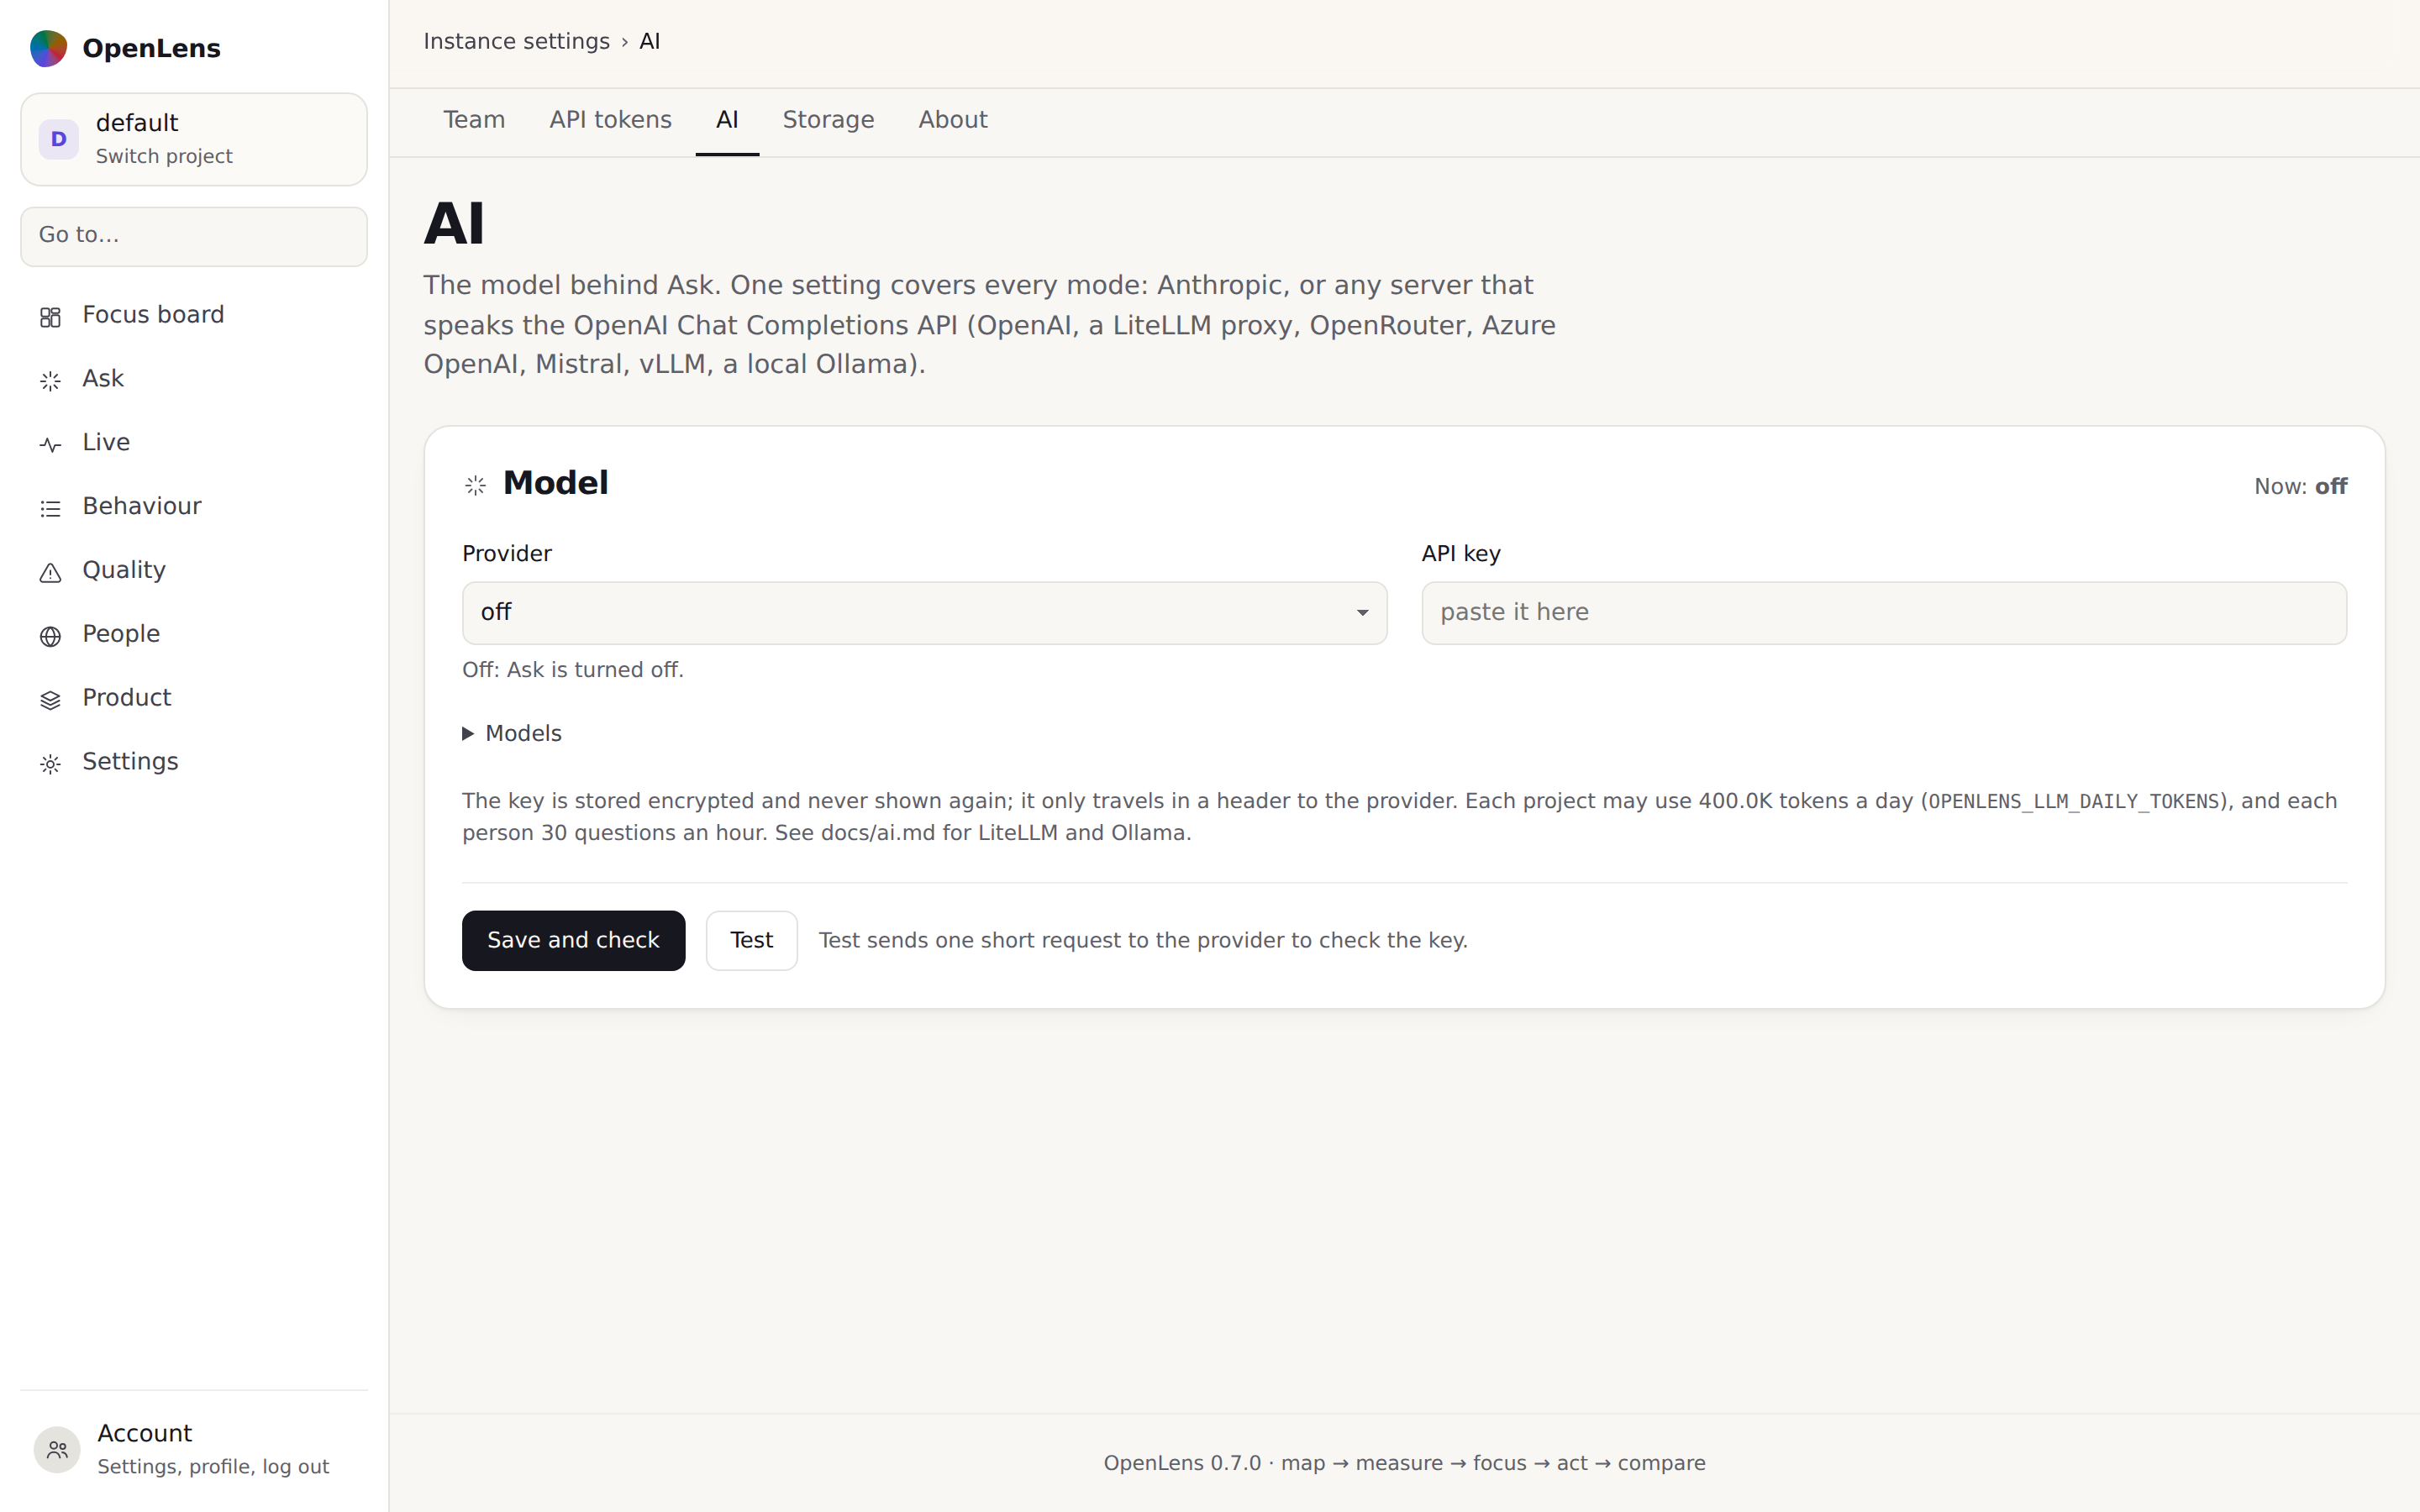 OpenLens
D
default
Switch project
Go to…
Focus board
Ask
Live
Behaviour
Quality
People
Product
Settings
Account
Settings, profile, log out
Instance settings › AI
Team
API tokens
AI
Storage
About
AI
The model behind Ask. One setting covers every mode: Anthropic, or any server that
speaks the OpenAI Chat Completions API (OpenAI, a LiteLLM proxy, OpenRouter, Azure
OpenAI, Mistral, vLLM, a local Ollama).
Model
Now: off
Provider
off
Off: Ask is turned off.
API key
paste it here
Models
The key is stored encrypted and never shown again; it only travels in a header to the provider. Each project may use 400.0K tokens a day (OPENLENS_LLM_DAILY_TOKENS), and each
person 30 questions an hour. See docs/ai.md for LiteLLM and Ollama.
Save and check
Test
Test sends one short request to the provider to check the key.
OpenLens 0.7.0 · map → measure → focus → act → compare